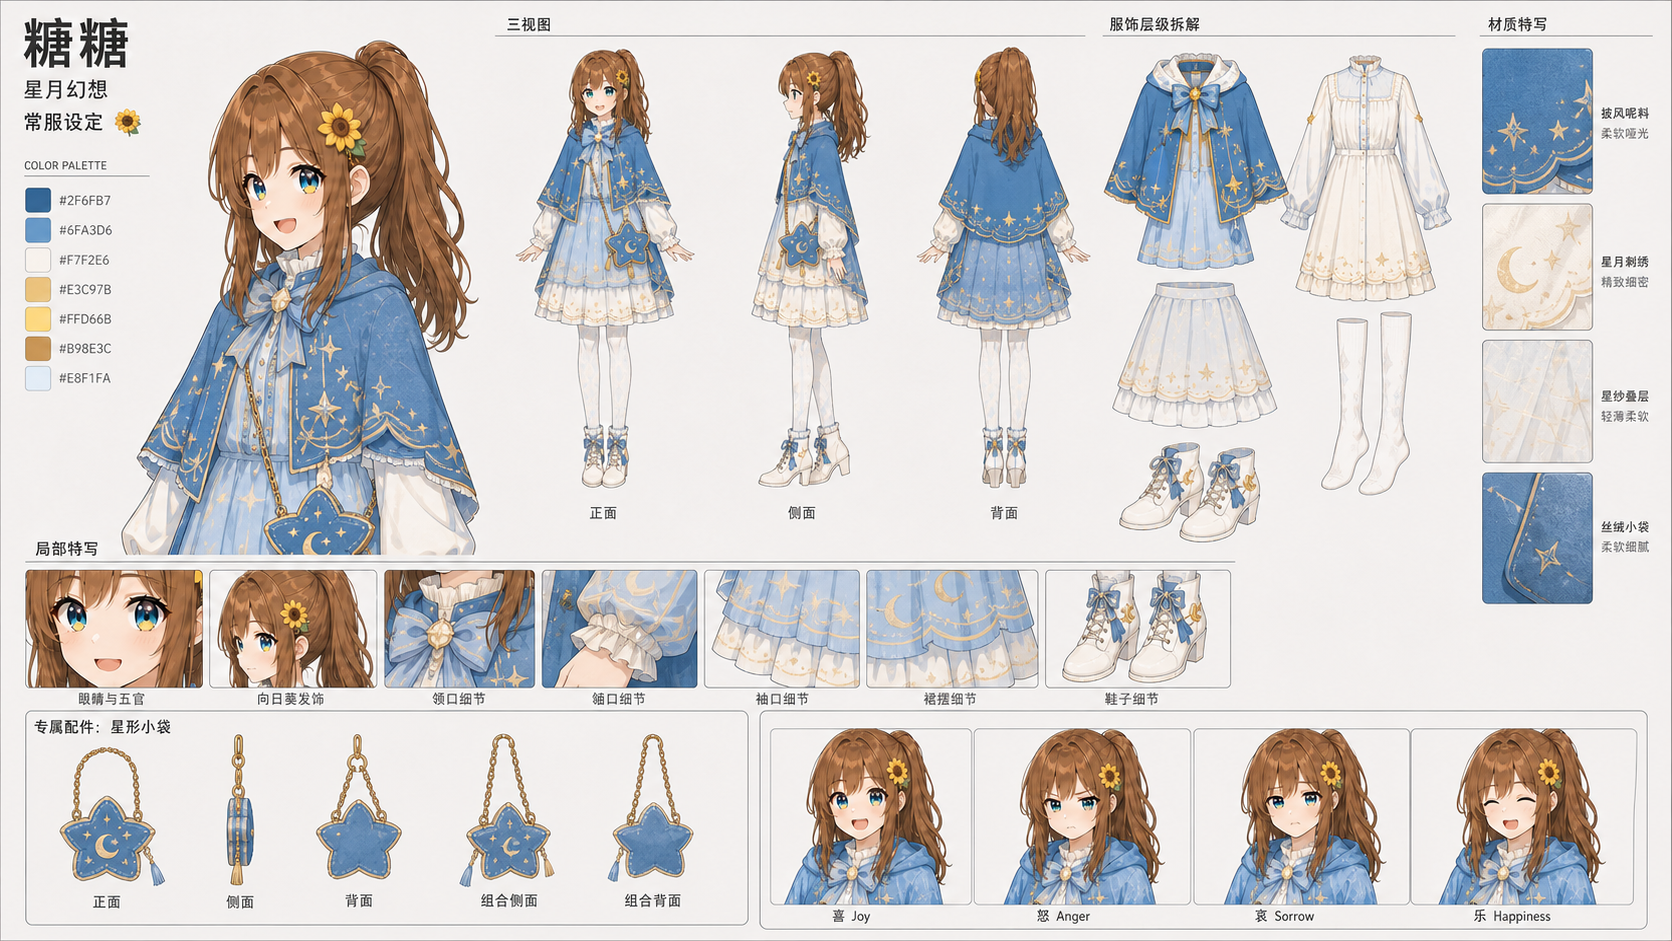 糖糖
星月幻想
常服设定
COLOR PALETTE
#2F6FB7
#6FA3D6
#F7F2E6
#E3C97B
#FFD66B
#B98E3C
#E8F1FA
三视图
正面
侧面
背面
服饰层级拆解
材质特写
披风呢料
柔软哑光
星月刺绣
精致细密
星纱叠层
轻薄柔软
丝绒小袋
柔软细腻
局部特写
眼睛与五官
向日葵发饰
领口细节
袖口细节
裙摆细节
鞋子细节
专属配件：星形小袋
正面
侧面
背面
组合侧面
组合背面
喜 Joy
怒 Anger
哀 Sorrow
乐 Happiness